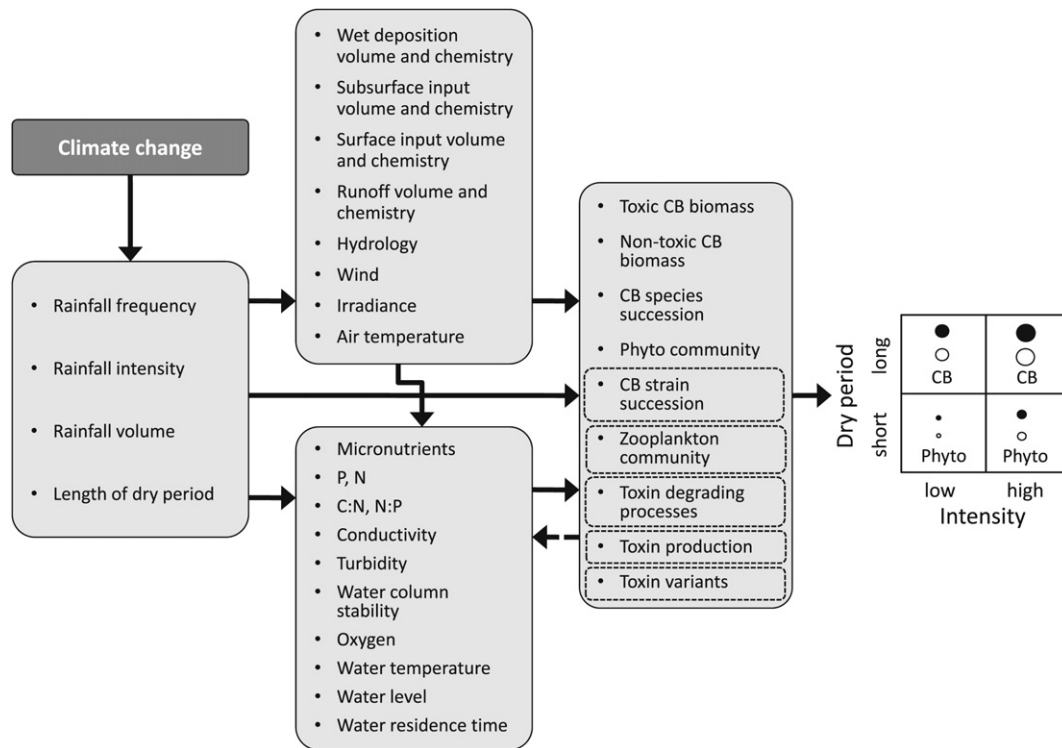 Climate change
• Rainfall frequency
• Rainfall intensity
• Rainfall volume
• Length of dry period
• Wet deposition
volume and chemistry
• Subsurface input
volume and chemistry
• Surface input volume
and chemistry
• Runoff volume and
chemistry
• Hydrology
• Wind
• Irradiance
• Air temperature
• Micronutrients
• P, N
• C:N, N:P
• Conductivity
• Turbidity
• Water column
stability
• Oxygen
• Water temperature
• Water level
• Water residence time
• Toxic CB biomass
• Non-toxic CB
biomass
• CB species
succession
• Phyto community
• CB strain
succession
• Zooplankton
community
• Toxin degrading
processes
• Toxin production
• Toxin variants
Dry period
long
short
CB
CB
Phyto
Phyto
low
high
Intensity